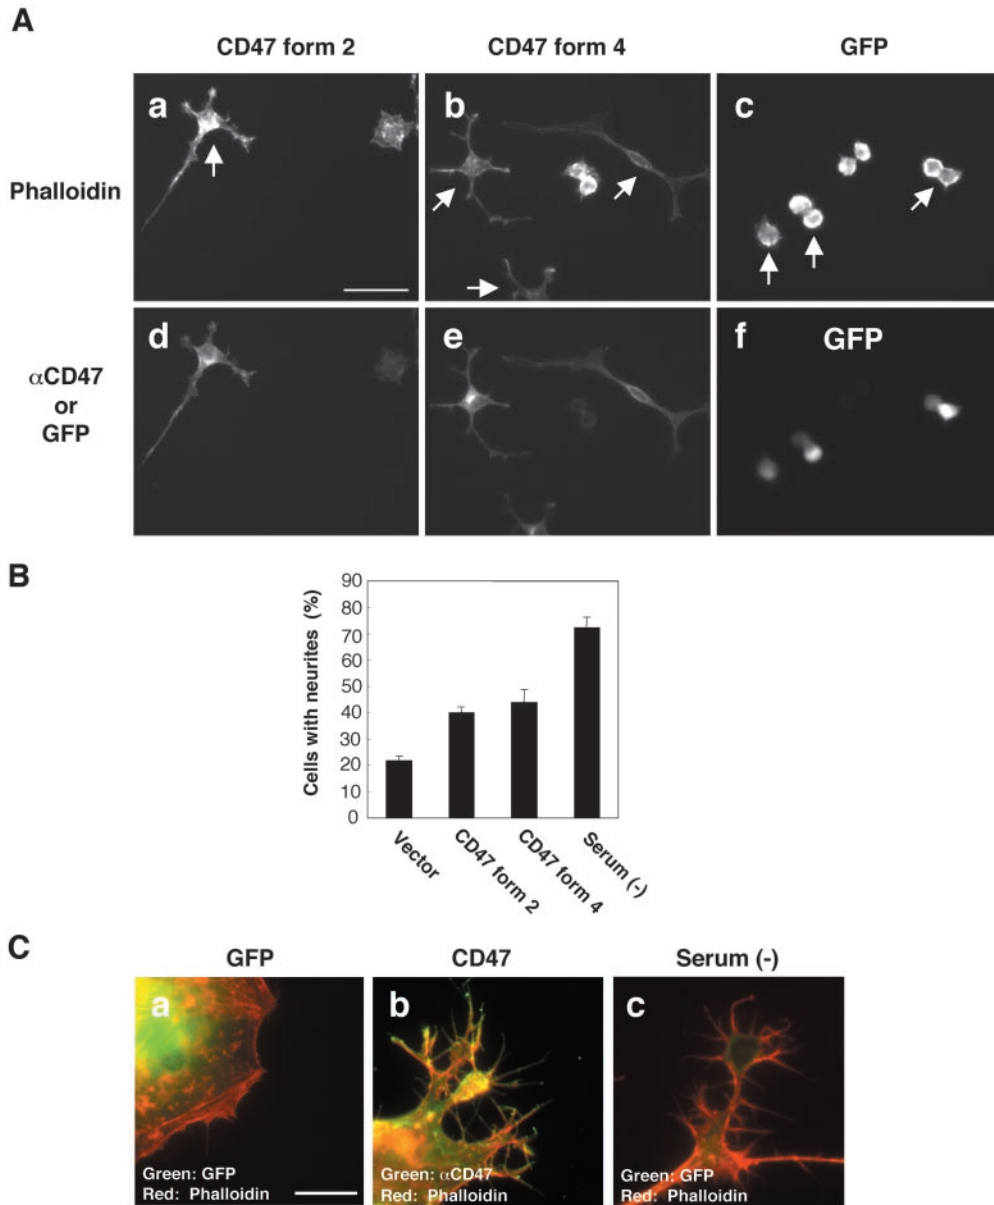 A
CD47 form 2
CD47 form 4
GFP
Phalloidin
a
b
c
αCD47
or
GFP
d
e
f
GFP
B
Cells with neurites (%)
90
80
70
60
50
40
30
20
10
0
Vector
CD47 form 2
CD47 form 4
Serum (-)
C
GFP
CD47
Serum (-)
a
Green: GFP
Red: Phalloidin
b
Green: αCD47
Red: Phalloidin
c
Green: GFP
Red: Phalloidin